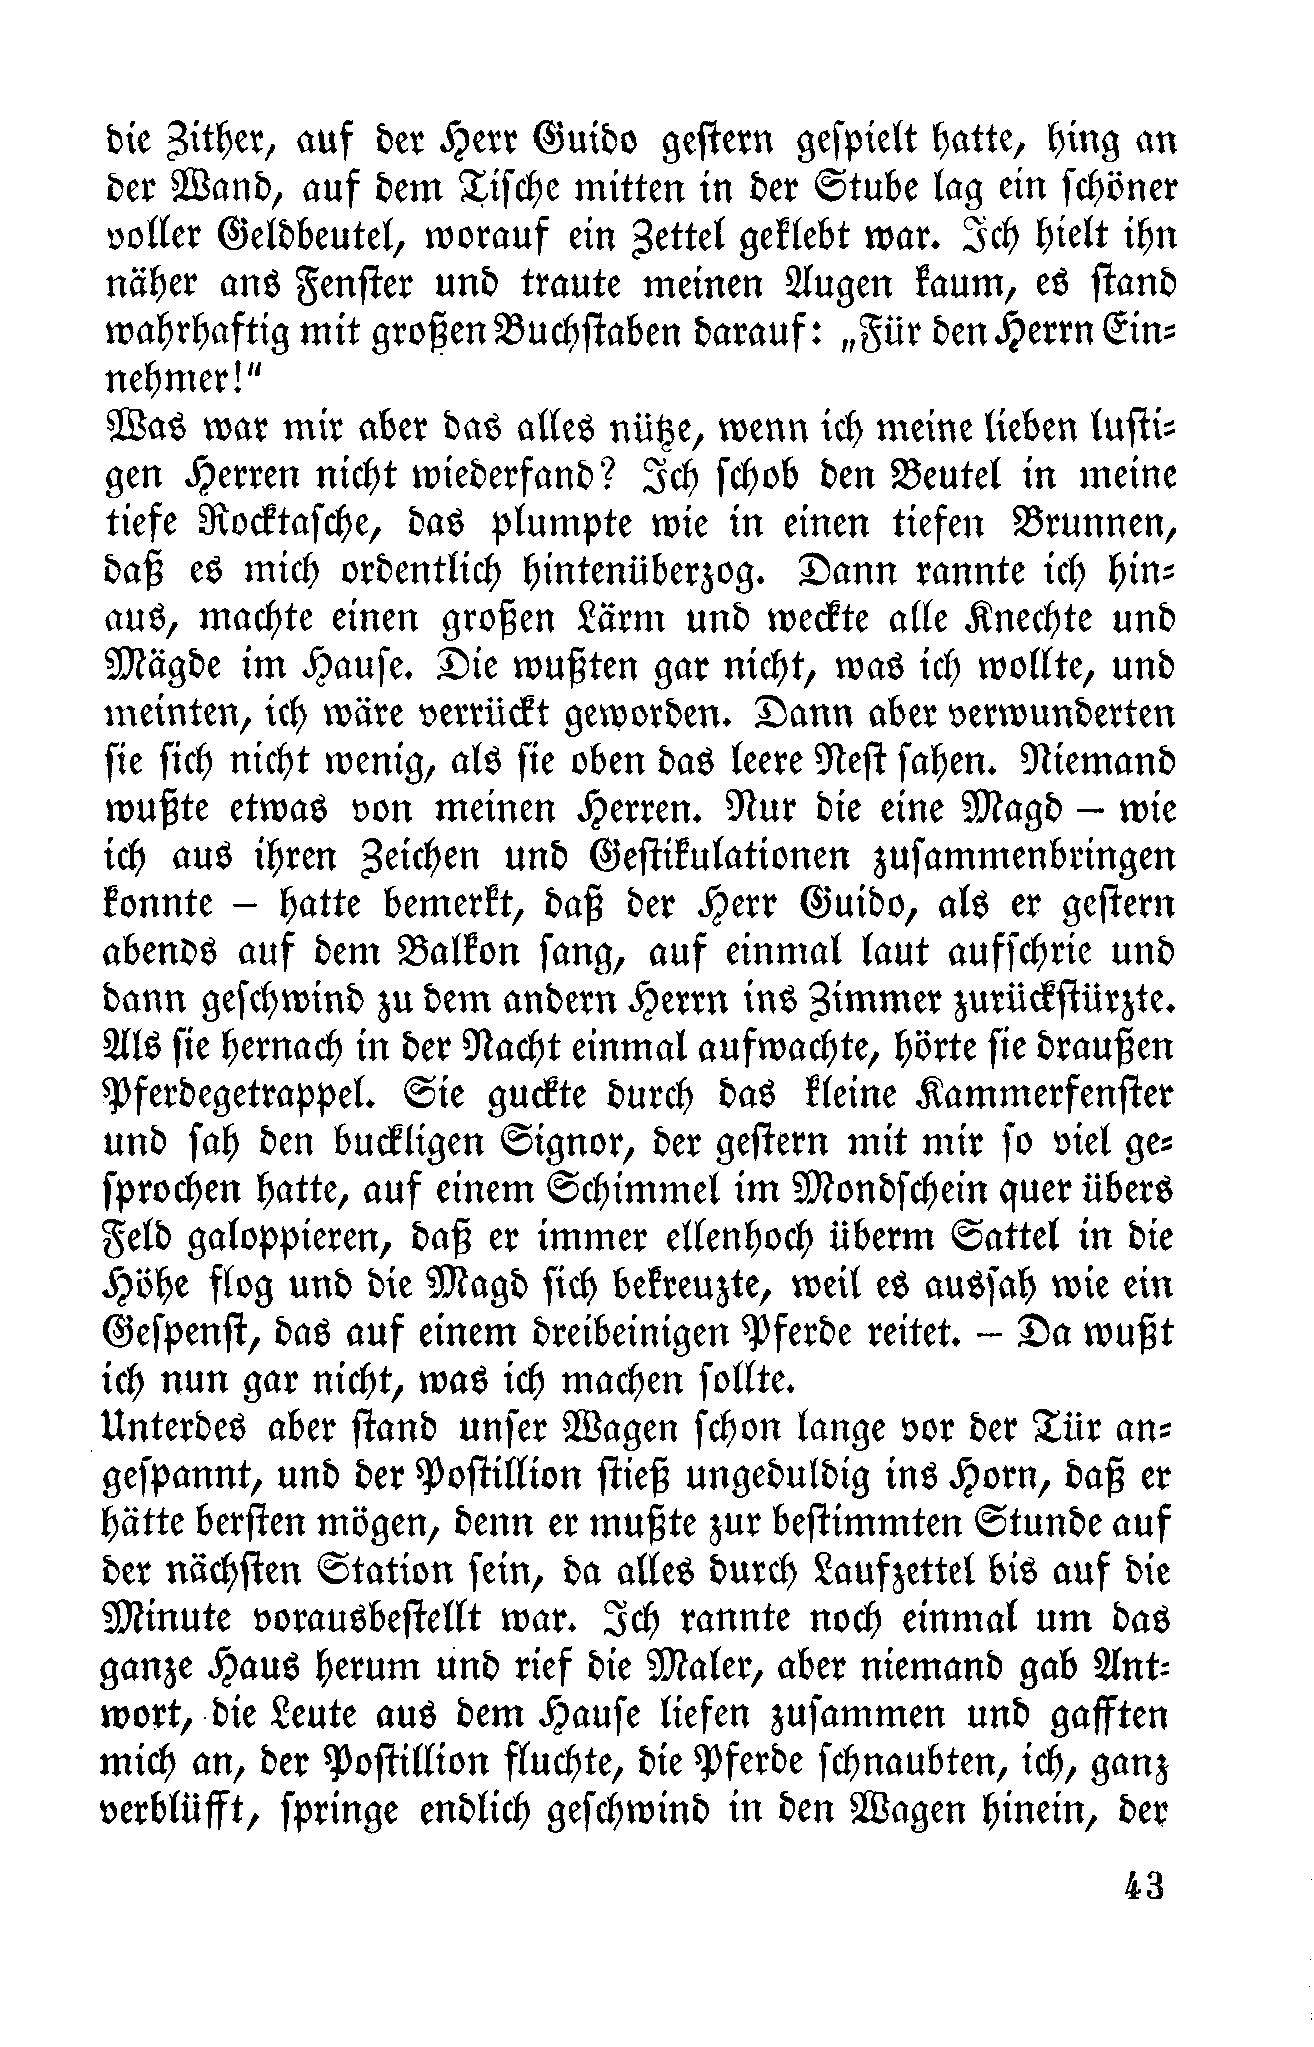 die Zither, auf der Herr Guido gestern gespielt hatte, hing an
der Wand, auf dem Tische mitten in der Stube lag ein schöner
voller Geldbeutel, worauf ein Zettel geklebt war. Ich hielt ihn
näher ans Fenster und traute meinen Augen kaum, es stand
wahrhaftig mit großen Buchstaben darauf: „Für den Herrn Ein-
nehmer!“
Was war mir aber das alles nütze, wenn ich meine lieben lusti-
gen Herren nicht wiederfand? Ich schob den Beutel in meine
tiefe Rocktasche, das plumpte wie in einen tiefen Brunnen,
daß es mich ordentlich hintenüberzog. Dann rannte ich hin-
aus, machte einen großen Lärm und weckte alle Knechte und
Mägde im Hause. Die wußten gar nicht, was ich wollte, und
meinten, ich wäre verrückt geworden. Dann aber verwunderten
sie sich nicht wenig, als sie oben das leere Nest sahen. Niemand
wußte etwas von meinen Herren. Nur die eine Magd – wie
ich aus ihren Zeichen und Gestikulationen zusammenbringen
konnte – hatte bemerkt, daß der Herr Guido, als er gestern
abends auf dem Balkon sang, auf einmal laut aufschrie und
dann geschwind zu dem andern Herrn ins Zimmer zurückstürzte.
Als sie hernach in der Nacht einmal aufwachte, hörte sie draußen
Pferdegetrappel. Sie guckte durch das kleine Kammerfenster
und sah den buckligen Signor, der gestern mit mir so viel ge-
sprochen hatte, auf einem Schimmel im Mondschein quer übers
Feld galoppieren, daß er immer ellenhoch überm Sattel in die
Höhe flog und die Magd sich bekreuzte, weil es aussah wie ein
Gespenst, das auf einem dreibeinigen Pferde reitet. – Da wußt
ich nun gar nicht, was ich machen sollte.
Unterdes aber stand unser Wagen schon lange vor der Tür an-
gespannt, und der Postillion stieß ungeduldig ins Horn, daß er
hätte bersten mögen, denn er mußte zur bestimmten Stunde auf
der nächsten Station sein, da alles durch Laufzettel bis auf die
Minute vorausbestellt war. Ich rannte noch einmal um das
ganze Haus herum und rief die Maler, aber niemand gab Ant-
wort, die Leute aus dem Hause liefen zusammen und gafften
mich an, der Postillion fluchte, die Pferde schnaubten, ich, ganz
verblüfft, springe endlich geschwind in den Wagen hinein, der
43